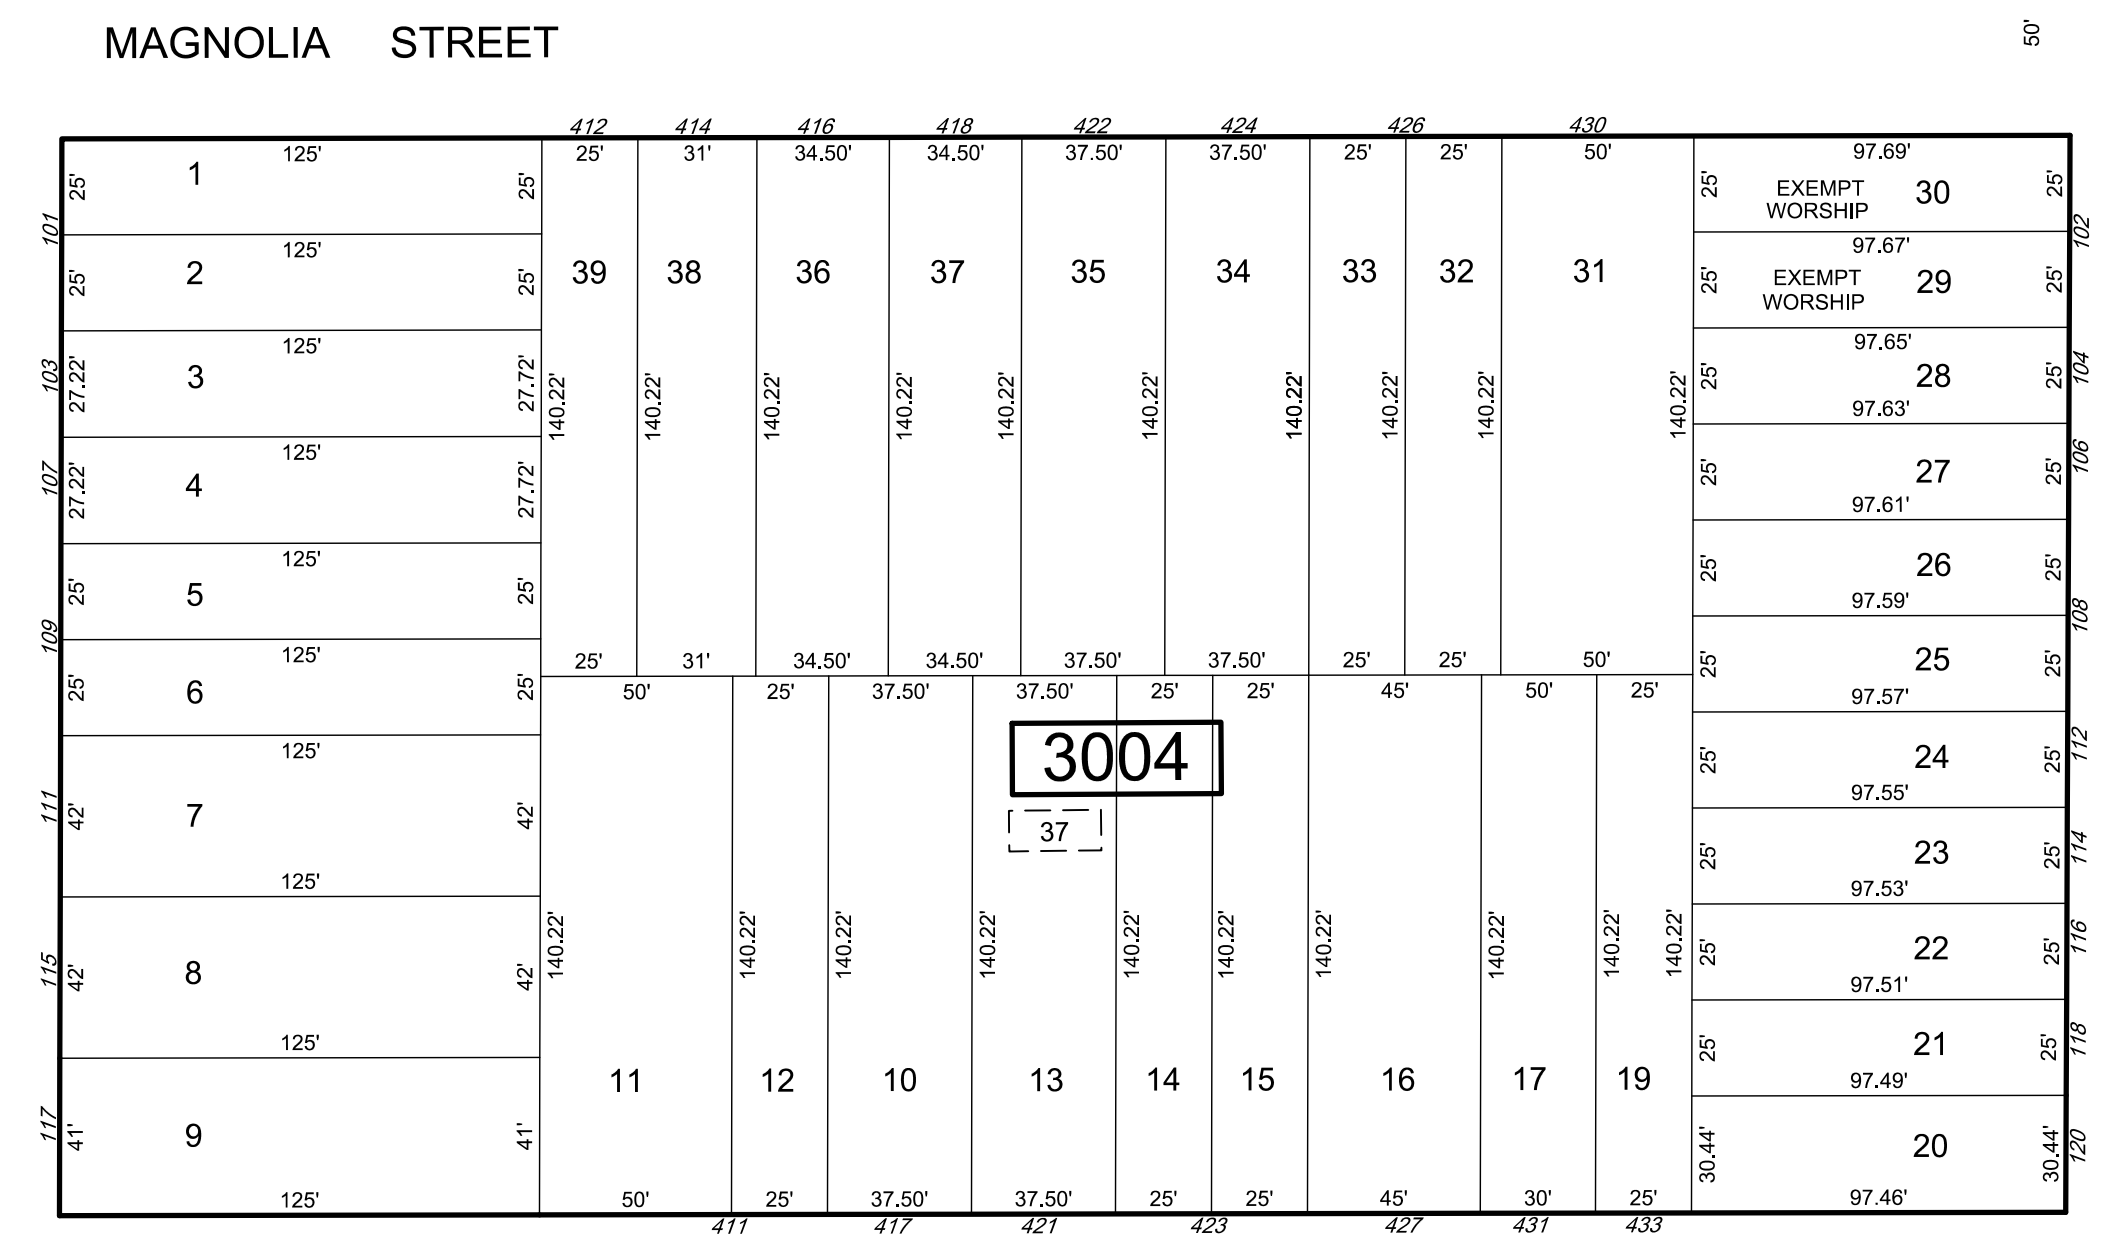 MAGNOLIA STREET
50'
412 414 416 418 422 424 426 430
125' 25' 31' 34.50' 34.50' 37.50' 37.50' 25' 25' 50' 97.69'
25' 1 25' 25' EXEMPT 30 25'
WORSHIP
101 102
125' 97.67'
25' 2 25' 39 38 36 37 35 34 33 32 31 25' EXEMPT 29 25'
WORSHIP
125' 97.65'
103 27.22' 3 27.72' 25' 28 25' 104
140.22' 140.22' 140.22' 140.22' 140.22' 140.22' 140.22' 140.22' 140.22' 140.22'
97.63'
125'
107 27.22' 4 27.72' 25' 27 25' 106
97.61'
125'
25' 5 25' 25' 26 25'
97.59'
109 108
125' 25' 31' 34.50' 34.50' 37.50' 37.50' 25' 25' 50'
25' 6 25' 25' 25 25'
50' 25' 37.50' 37.50' 25' 25' 45' 50' 25' 97.57'
125' 3004 25' 24 25' 112
97.55'
111 42' 7 42' 37
25' 23 25' 114
125' 97.53'
140.22' 140.22' 140.22' 140.22' 140.22' 140.22' 140.22' 140.22' 140.22' 140.22'
115 42' 8 42' 25' 22 25' 116
97.51'
125' 25' 21 25' 118
11 12 10 13 14 15 16 17 19 97.49'
117 41' 9 41' 30.44' 20 30.44' 120
125' 50' 25' 37.50' 37.50' 25' 25' 45' 30' 25' 97.46'
411 417 421 423 427 431 433